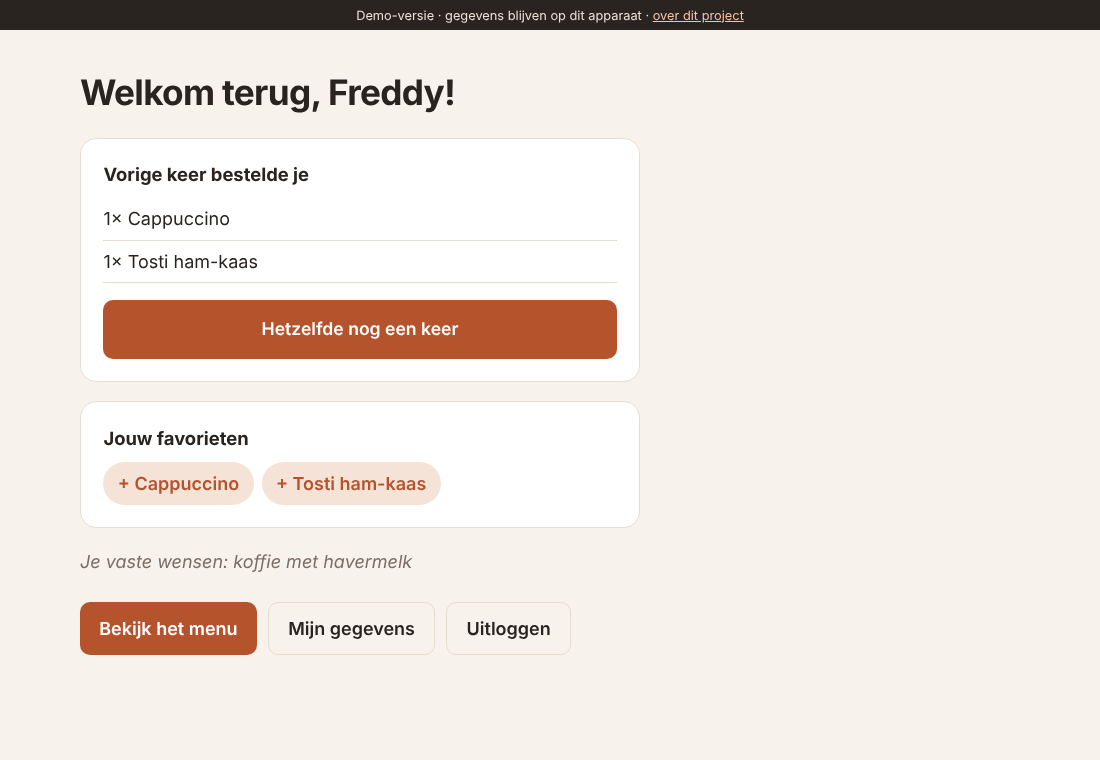 Demo-versie · gegevens blijven op dit apparaat · over dit project
Welkom terug, Freddy!
Vorige keer bestelde je
1× Cappuccino
1× Tosti ham-kaas
Hetzelfde nog een keer
Jouw favorieten
+ Cappuccino + Tosti ham-kaas
Je vaste wensen: koffie met havermelk
Bekijk het menu Mijn gegevens Uitloggen